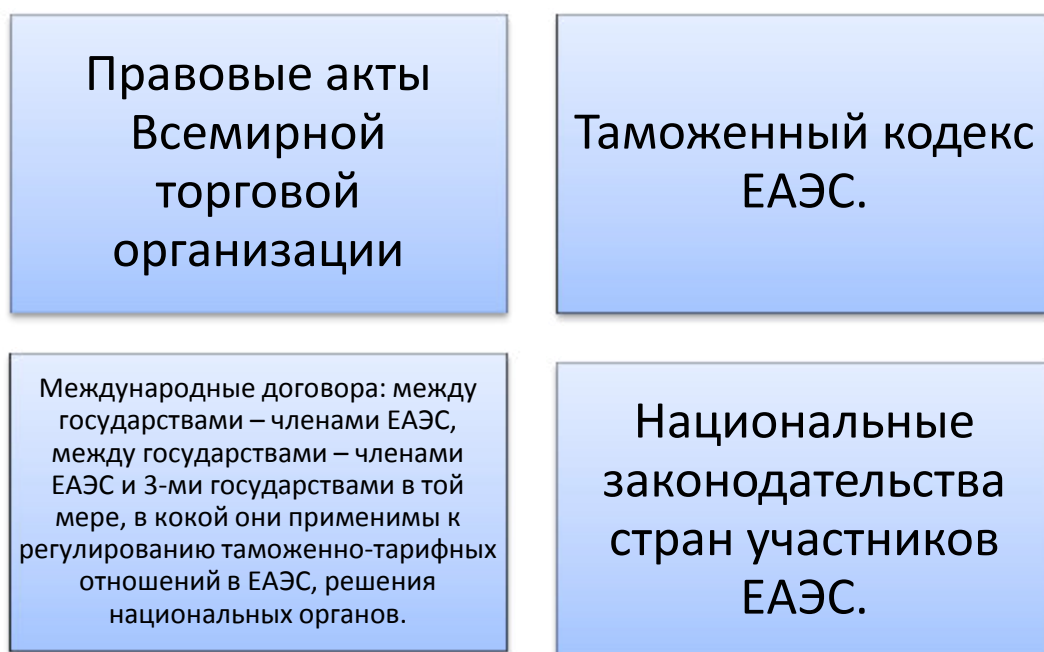 Правовые акты
Всемирной
торговой
организации
Таможенный кодекс
ЕАЭС.
Международные договора: между
государствами – членами ЕАЭС,
между государствами – членами
ЕАЭС и 3-ми государствами в той
мере, в кокой они применимы к
регулированию таможенно-тарифных
отношений в ЕАЭС, решения
национальных органов.
Национальные
законодательства
стран участников
ЕАЭС.